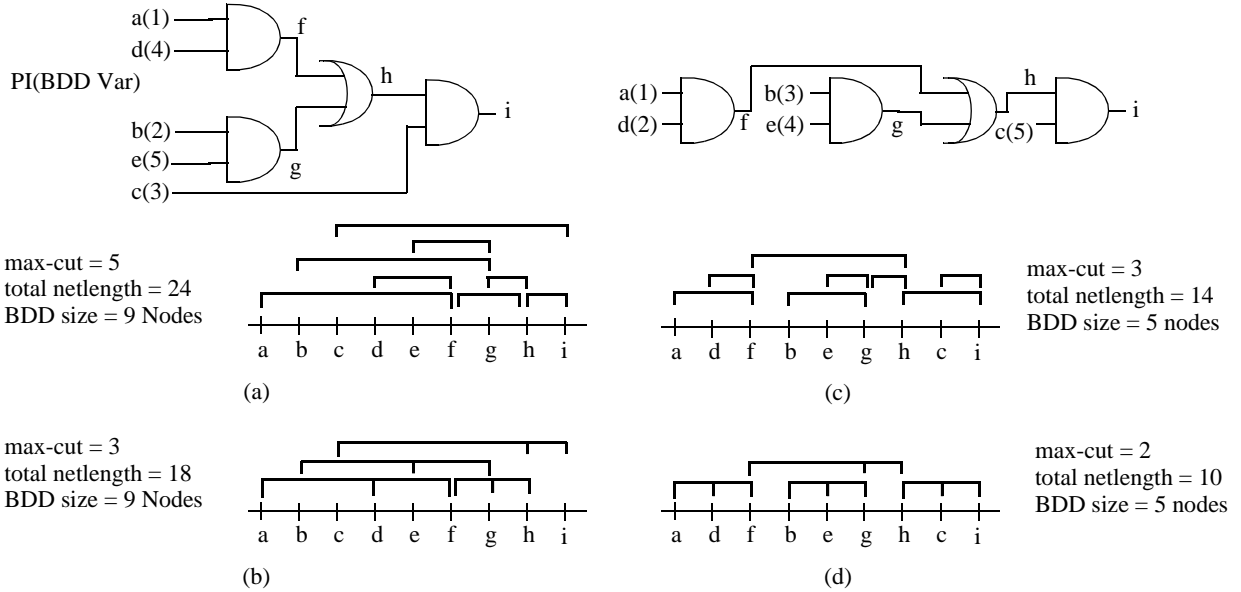 a(1)
d(4)
f
PI(BDD Var)
h
b(2)
e(5)
g
c(3)
i
max-cut = 5
total netlength = 24
BDD size = 9 Nodes
a b c d e f g h i
(a)
max-cut = 3
total netlength = 18
BDD size = 9 Nodes
a b c d e f g h i
(b)
a(1)
d(2)
f
b(3)
e(4)
g
h
c(5)
i
max-cut = 3
total netlength = 14
BDD size = 5 nodes
a d f b e g h c i
(c)
max-cut = 2
total netlength = 10
BDD size = 5 nodes
a d f b e g h c i
(d)